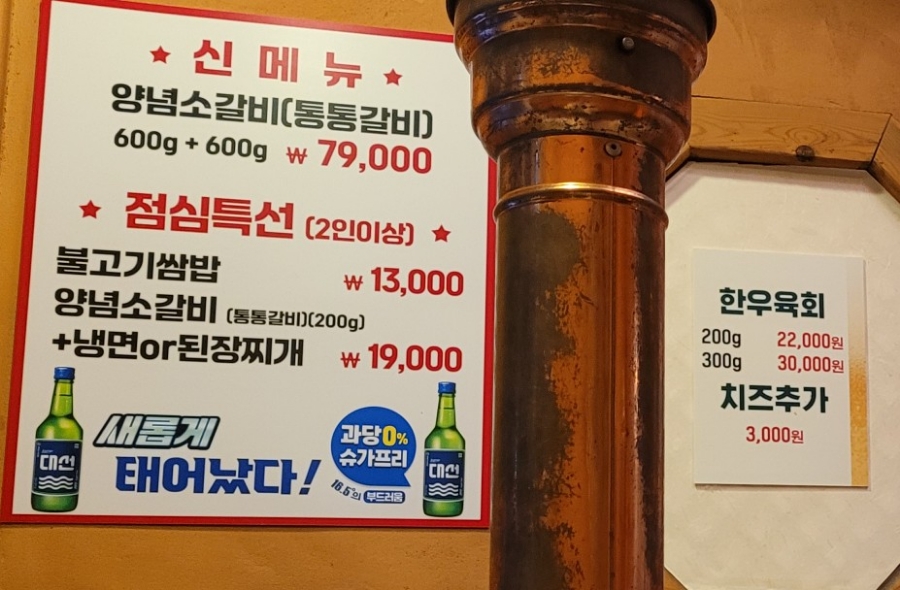 ★ 신 메 뉴 ★
양념소갈비(통통갈비)
600g + 600g ₩ 79,000
★ 점심특선 (2인이상) ★
불고기쌈밥 ₩ 13,000
양념소갈비 (통통갈비)(200g)
+냉면or된장찌개 ₩ 19,000
새롭게
태어났다!
과당0%
슈가프리
16.5°의 부드러움
대선
대선
한우육회
200g 22,000원
300g 30,000원
치즈추가
3,000원